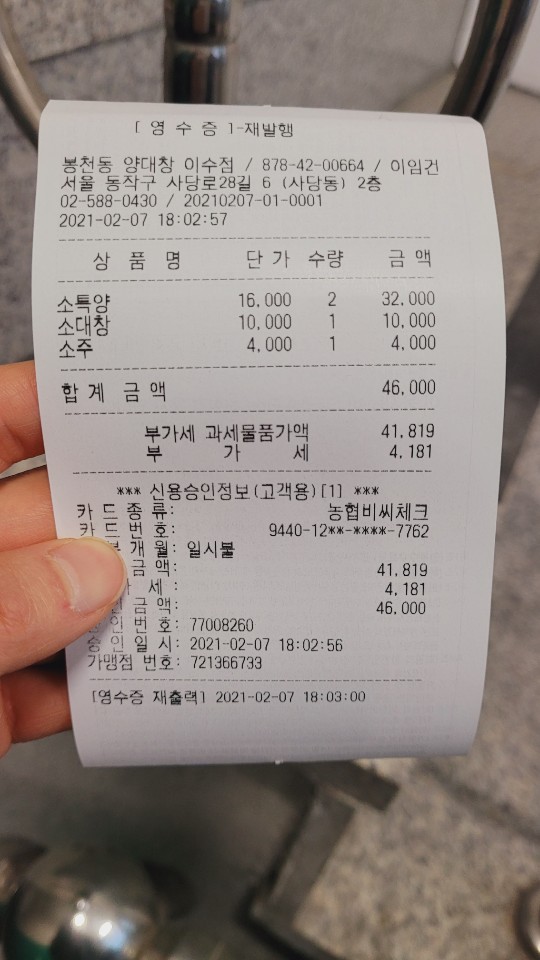 [ 영 수 증 ]-재발행
봉천동 양대창 이수점 / 878-42-00664 / 이임건
서울 동작구 사당로28길 6 (사당동) 2층
02-588-0430 / 20210207-01-0001
2021-02-07 18:02:57
상 품 명 단 가 수량 금 액
소특양 16,000 2 32,000
소대창 10,000 1 10,000
소주 4,000 1 4,000
합 계 금 액 46,000
부가세 과세물품가액 41,819
부 가 세 4,181
*** 신용승인정보(고객용)[1] ***
카 드 종 류: 농협비씨체크
카 드 번 호: 9440-12**-****-7762
개 월: 일시불
금 액: 41,819
세 : 4,181
금 액: 46,000
인 번 호: 77008260
승 인 일 시: 2021-02-07 18:02:56
가맹점 번호: 721366733
[영수증 재출력] 2021-02-07 18:03:00